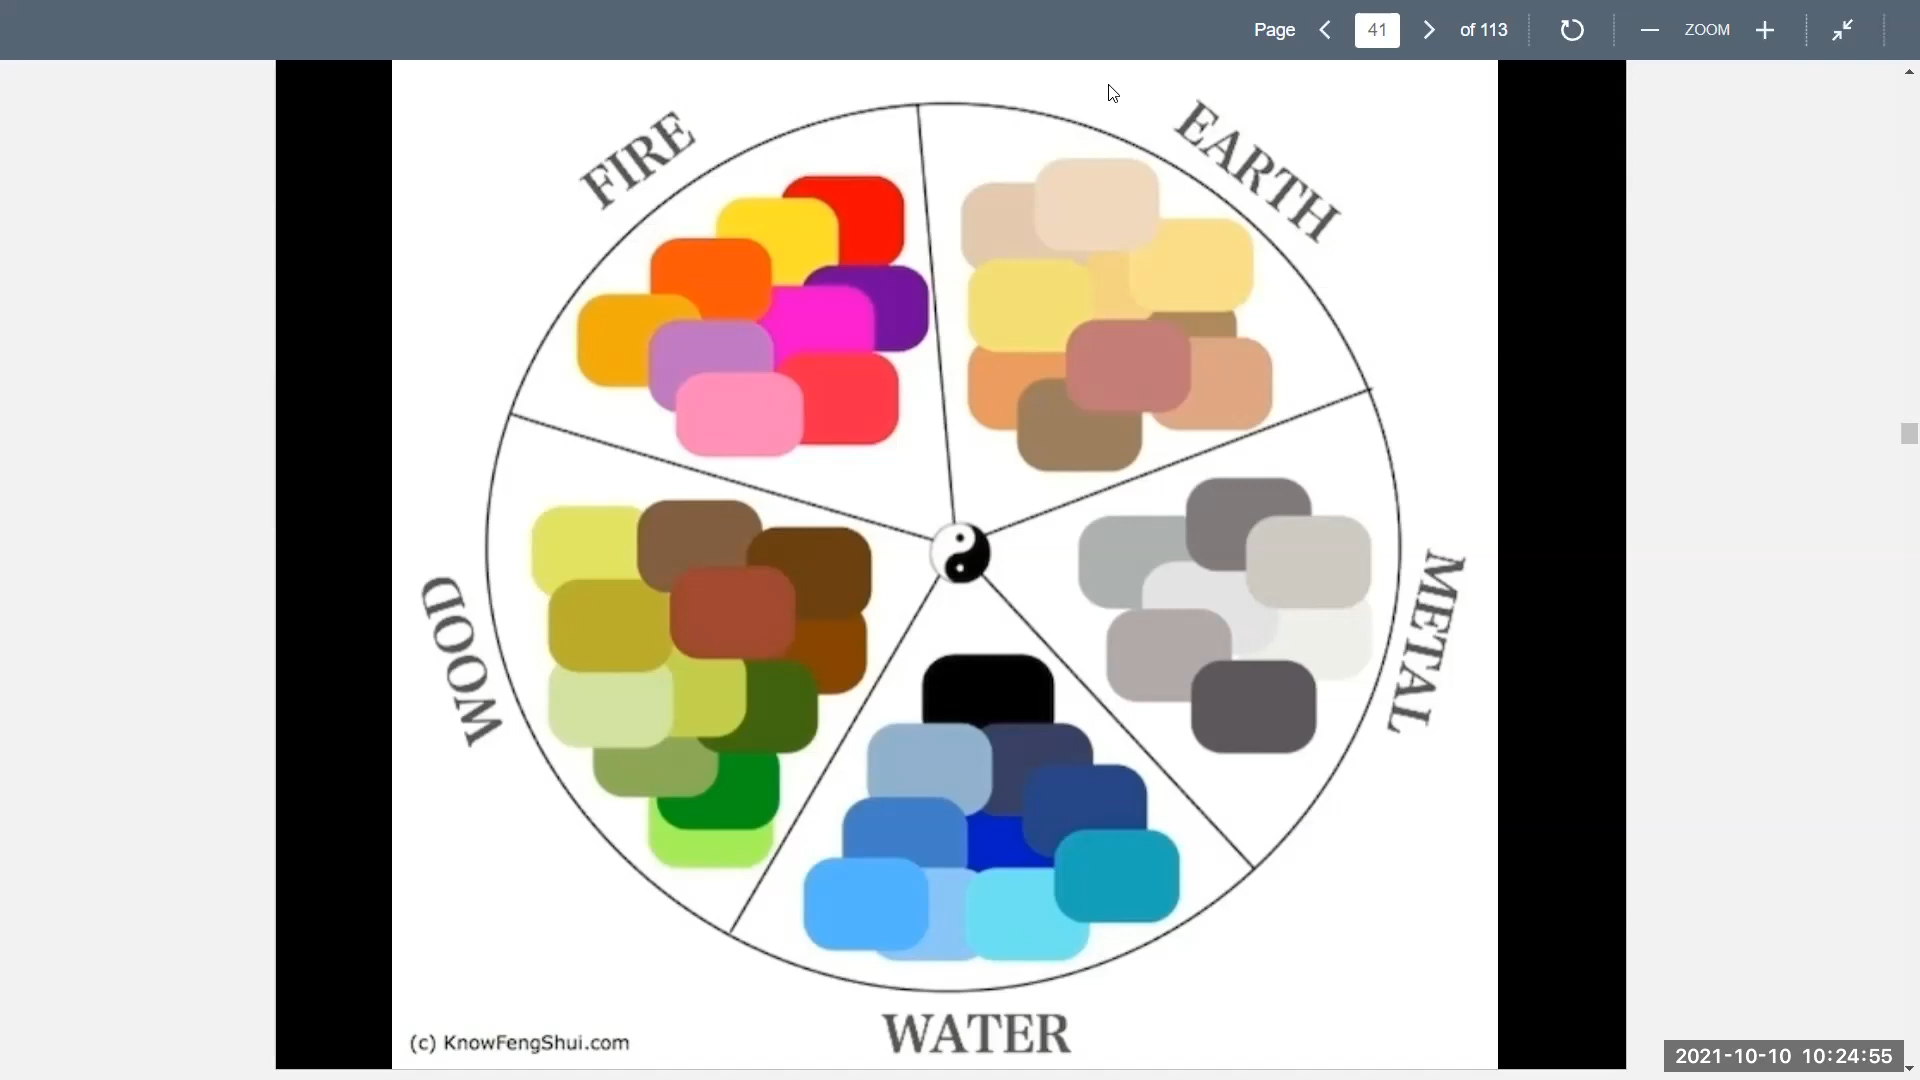 Page 41 of 113 ZOOM
FIRE
EARTH
METAL
WOOD
WATER
(c) KnowFengShui.com
2021-10-10 10:24:55